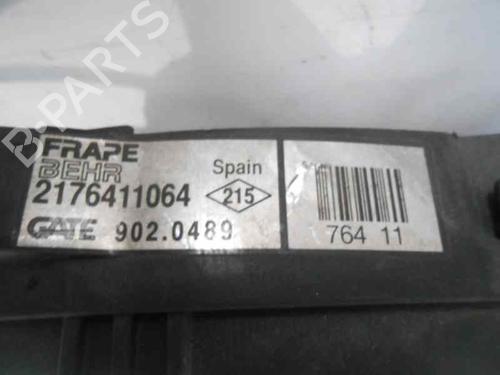 B-PARTS
FRAPE
BEHR
Spain
2176411064
215
GATE 902.0489
764 11